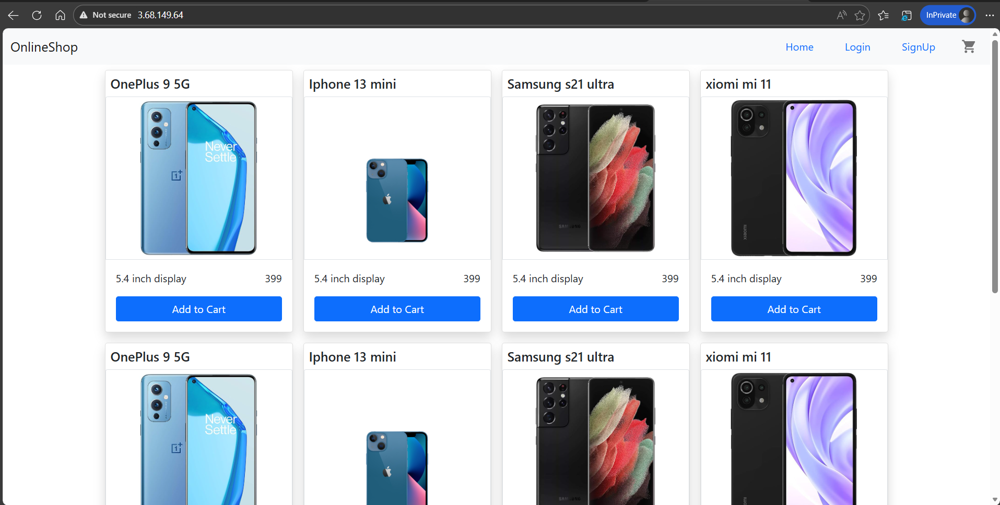 Not secure 3.68.149.64 InPrivate
OnlineShop Home Login SignUp
OnePlus 9 5G Iphone 13 mini Samsung s21 ultra xiomi mi 11
Never
Settle
SAMSUNG
xiaomi
5.4 inch display 399 5.4 inch display 399 5.4 inch display 399 5.4 inch display 399
Add to Cart Add to Cart Add to Cart Add to Cart
OnePlus 9 5G Iphone 13 mini Samsung s21 ultra xiomi mi 11
Never
Settle
SAMSUNG